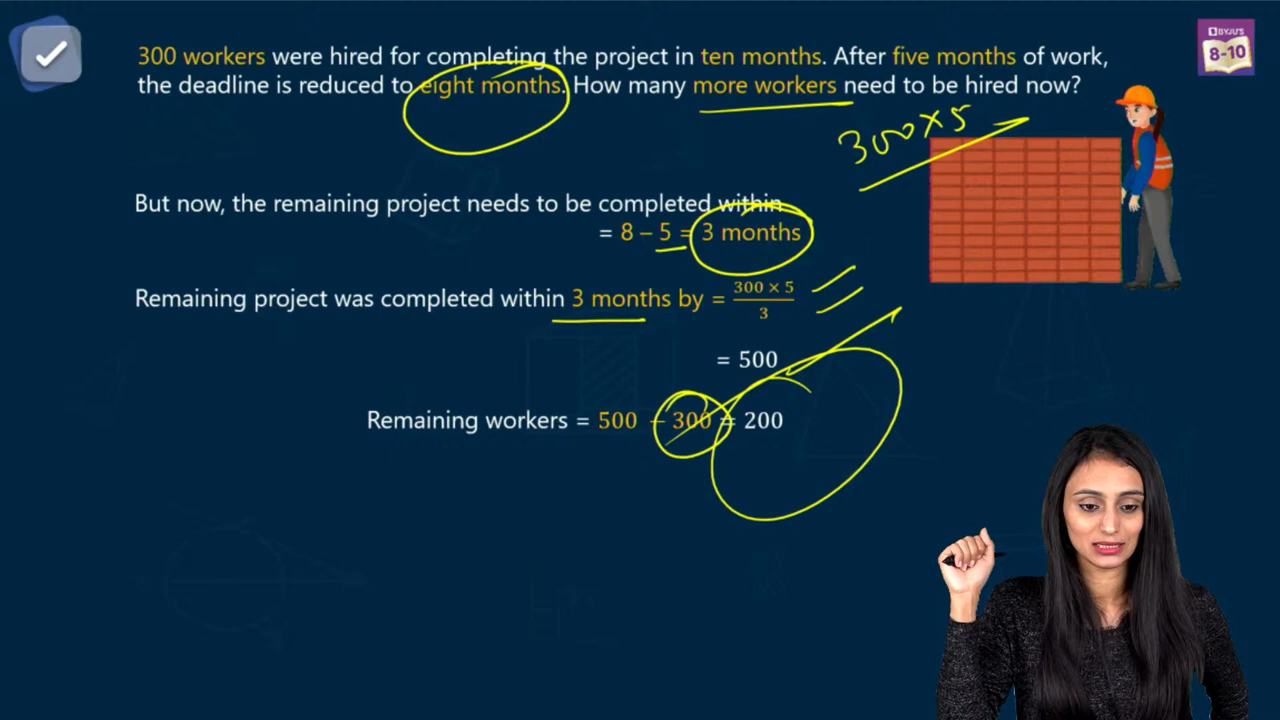 300 workers were hired for completing the project in ten months. After five months of work,
the deadline is reduced to eight months. How many more workers need to be hired now?
BYJU'S
8-10
300 × 5
But now, the remaining project needs to be completed within
= 8 – 5 = 3 months
Remaining project was completed within 3 months by = 300 × 5 / 3
= 500
Remaining workers = 500 – 300 = 200